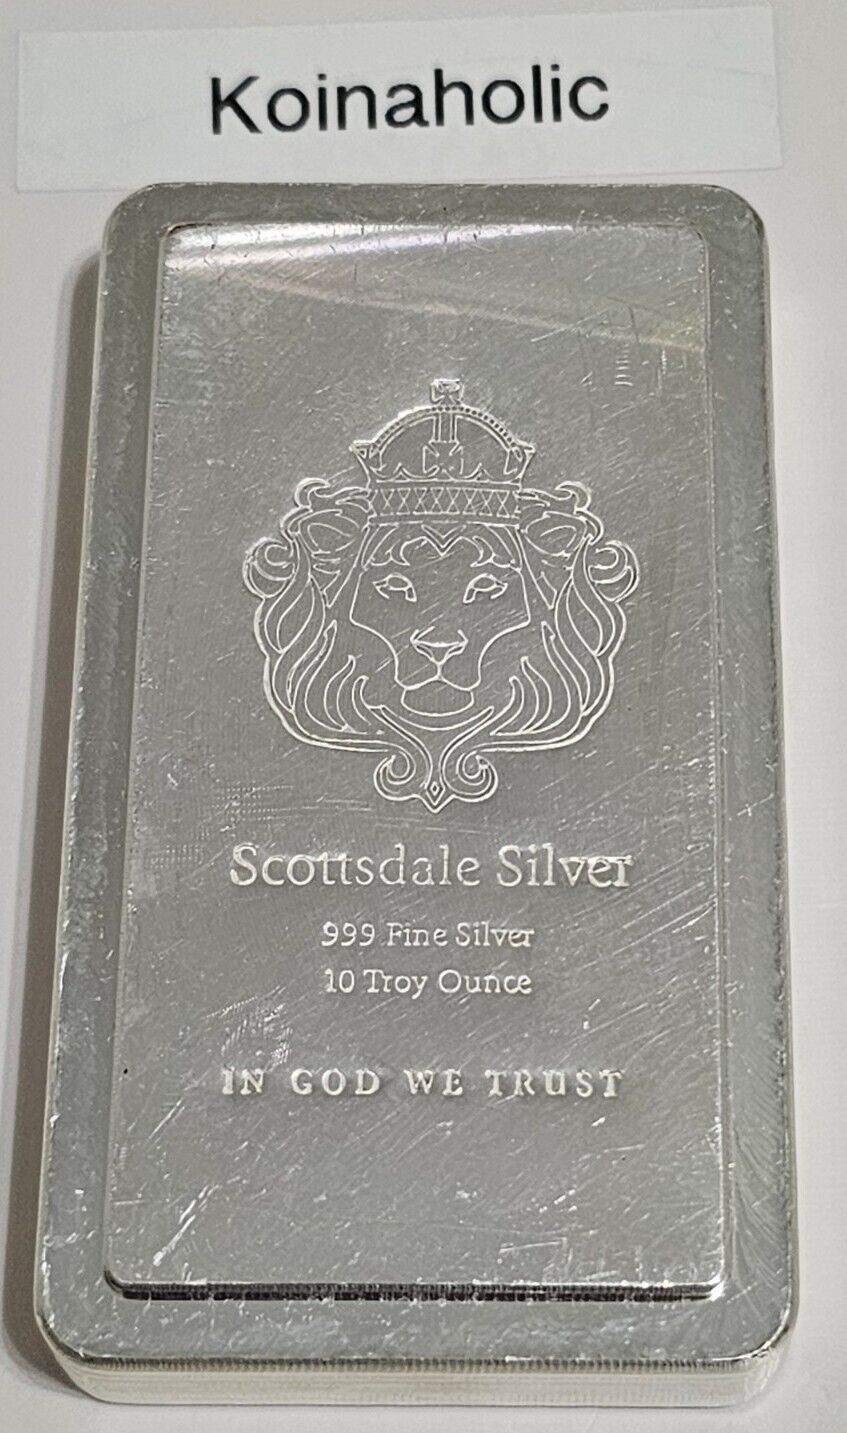 Koinaholic
Scottsdale Silver
999 Fine Silver
10 Troy Ounce
IN GOD WE TRUST